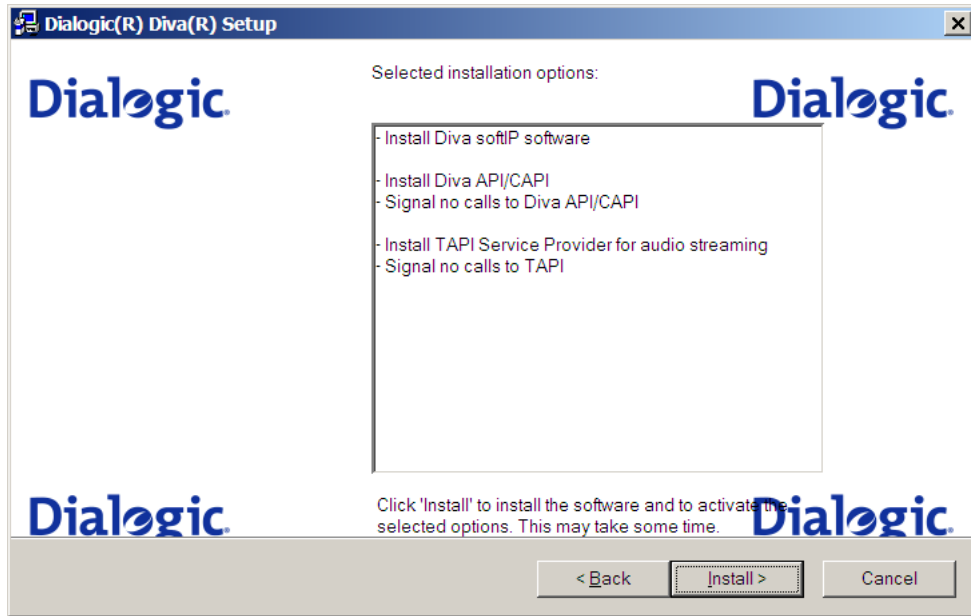 Dialogic(R) Diva(R) Setup
Dialogic.
Selected installation options:
Dialogic.
- Install Diva softIP software
- Install Diva API/CAPI
- Signal no calls to Diva API/CAPI
- Install TAPI Service Provider for audio streaming
- Signal no calls to TAPI
Dialogic.
Click 'Install' to install the software and to activate the
selected options. This may take some time.
Dialogic.
< Back
Install >
Cancel